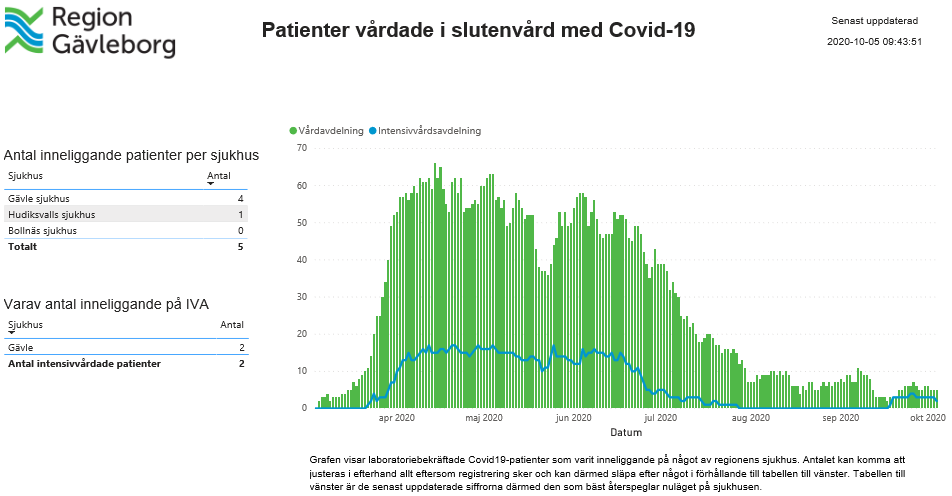 Region
Gävleborg
Patienter vårdade i slutenvård med Covid-19
Senast uppdaterad
2020-10-05 09:43:51
Antal inneliggande patienter per sjukhus
Sjukhus Antal
Gävle sjukhus 4
Hudiksvalls sjukhus 1
Bollnäs sjukhus 0
Totalt 5
Varav antal inneliggande på IVA
Sjukhus Antal
Gävle 2
Antal intensivvårdade patienter 2
Vårdavdelning Intensivvårdsavdelning
70
60
50
40
30
20
10
0
apr 2020 maj 2020 jun 2020 jul 2020 aug 2020 sep 2020 okt 2020
Datum
Grafen visar laboratoriebekräftade Covid19-patienter som varit inneliggande på något av regionens sjukhus. Antalet kan komma att
justeras i efterhand allt eftersom registrering sker och kan därmed släpa efter något i förhållande till tabellen till vänster. Tabellen till
vänster är de senast uppdaterade siffrorna därmed den som bäst återspeglar nuläget på sjukhusen.